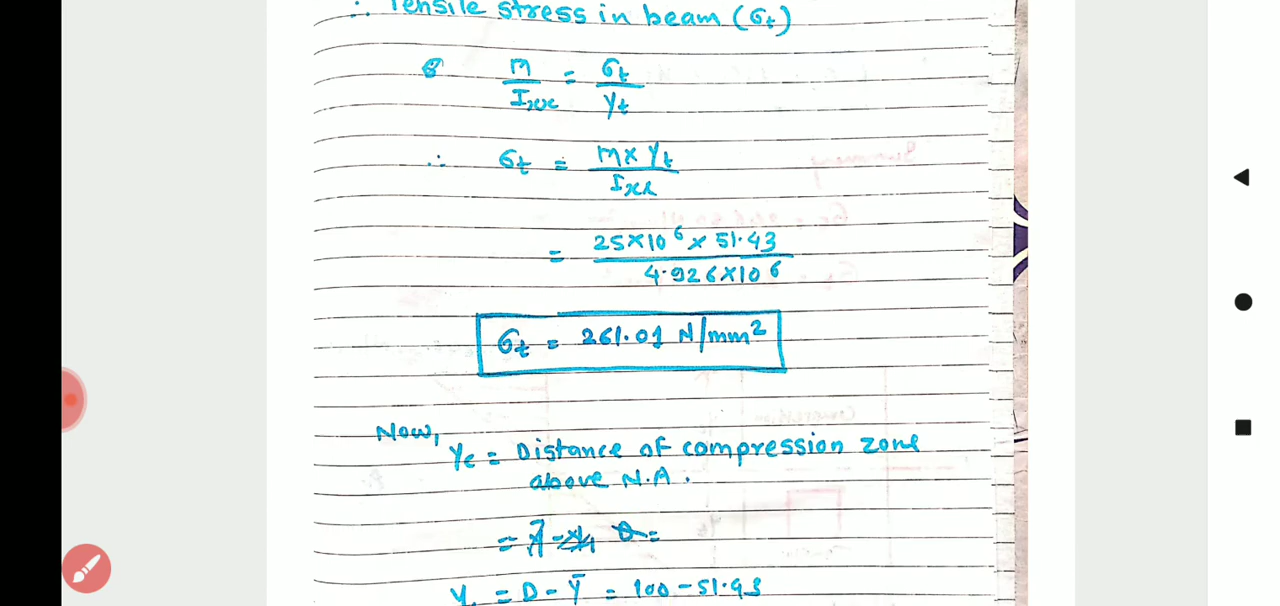 ∴ Tensile stress in beam (σt)
M/Ixx = σt/Yt
∴ σt = M×Yt/Ixx
= 25×10⁶×51.43/4.926×10⁶
σt = 261.01 N/mm²
Now,
Yc = Distance of compression zone
above N.A.
= D - Ȳ = 100 - 51.43